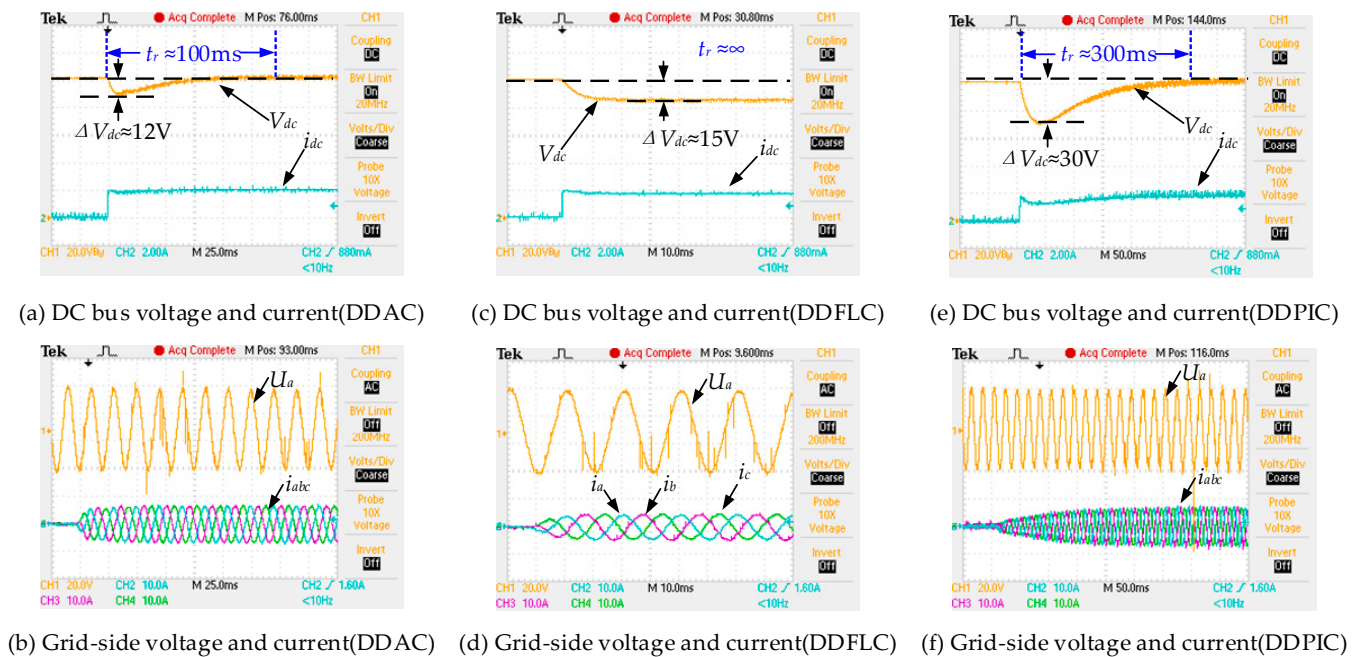 Tek Acq Complete M Pos: 76.00ms CH1
tr ≈100ms
Coupling
DC
BW Limit
On
20MHz
Vdc
Δ Vdc≈12V
Volts/Div
Coarse
idc
Probe
10X
Voltage
2
Invert
Off
CH1 20.0VBW CH2 2.00A M 25.0ms CH2 ∫ 880mA
<10Hz
(a) DC bus voltage and current(DDAC)
Tek Acq Complete M Pos: 30.80ms CH1
tr ≈∞
Coupling
DC
BW Limit
On
20MHz
Δ Vdc≈15V
Vdc
idc
Volts/Div
Coarse
Probe
10X
Voltage
2
Invert
Off
CH1 20.0VBW CH2 2.00A M 10.0ms CH2 ∫ 880mA
<10Hz
(c) DC bus voltage and current(DDFLC)
Tek Acq Complete M Pos: 144.0ms CH1
tr ≈300ms
Coupling
DC
BW Limit
On
20MHz
Vdc
Δ Vdc≈30V
idc
Volts/Div
Coarse
Probe
10X
Voltage
2
Invert
Off
CH1 20.0VBW CH2 2.00A M 50.0ms CH2 ∫ 880mA
<10Hz
(e) DC bus voltage and current(DDPIC)
Tek Acq Complete M Pos: 93.00ms CH1
Ua
Coupling
AC
BW Limit
Off
200MHz
1
Volts/Div
Coarse
iabc
Probe
10X
Voltage
Invert
Off
CH1 20.0V CH2 10.0A M 25.0ms CH2 ∫ 1.60A
CH3 10.0A CH4 10.0A <10Hz
(b) Grid-side voltage and current(DDAC)
Tek Acq Complete M Pos: 3.600ms CH1
Ua
Coupling
AC
BW Limit
Off
200MHz
1
Volts/Div
Coarse
ia ib ic
Probe
10X
Voltage
Invert
Off
CH1 20.0V CH2 10.0A M 10.0ms CH2 ∫ 1.60A
CH3 10.0A CH4 10.0A <10Hz
(d) Grid-side voltage and current(DDFLC)
Tek Acq Complete M Pos: 116.0ms CH1
Ua
Coupling
AC
BW Limit
Off
200MHz
1
Volts/Div
Coarse
iabc
Probe
10X
Voltage
Invert
Off
CH1 20.0V CH2 10.0A M 50.0ms CH2 ∫ 1.60A
CH3 10.0A CH4 10.0A <10Hz
(f) Grid-side voltage and current(DDPIC)